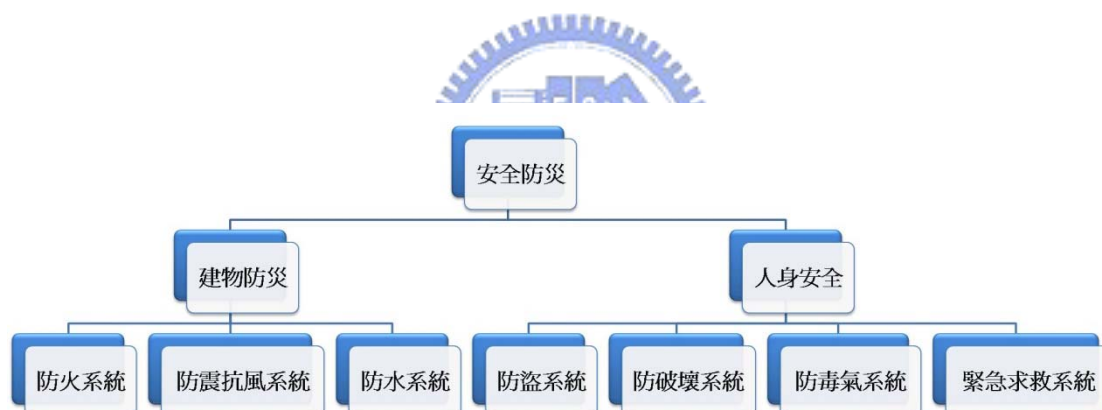 安全防災
建物防災
人身安全
防火系統
防震抗風系統
防水系統
防盜系統
防破壞系統
防毒氣系統
緊急求救系統